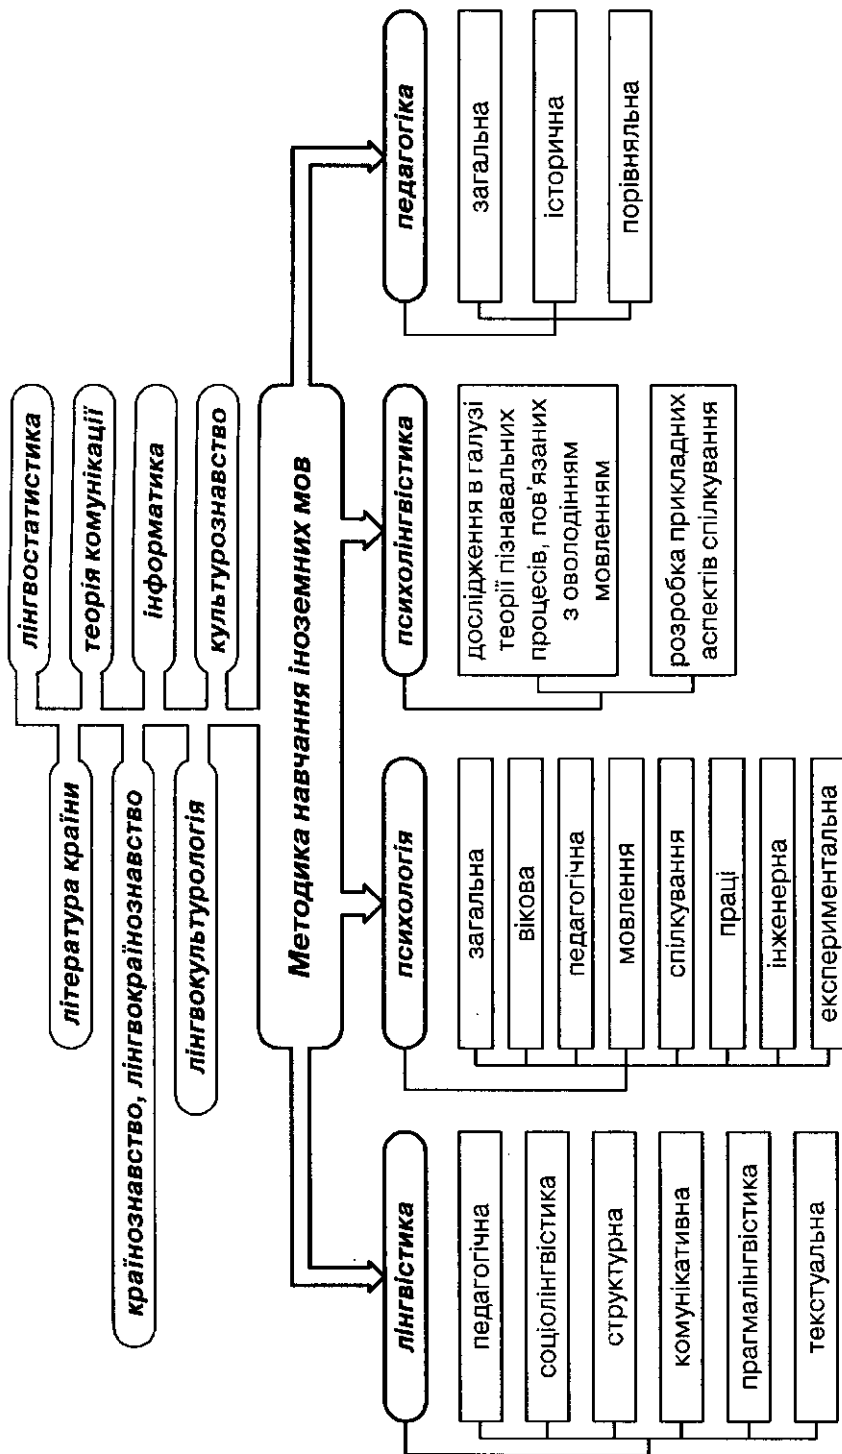 лінгвостатистика
література країни
теорія комунікації
країнознавство, лінгвокраїнознавство
інформатика
лінгвокультурологія
культурознавство
Методика навчання іноземних мов
лінгвістика
педагогічна
соціолінгвістика
структурна
комунікативна
прагмалінгвістика
текстуальна
психологія
загальна
вікова
педагогічна
мовлення
спілкування
праці
інженерна
експериментальна
психолінгвістика
дослідження в галузі
теорії пізнавальних
процесів, пов'язаних
з оволодінням
мовленням
розробка прикладних
аспектів спілкування
педагогіка
загальна
історична
порівняльна